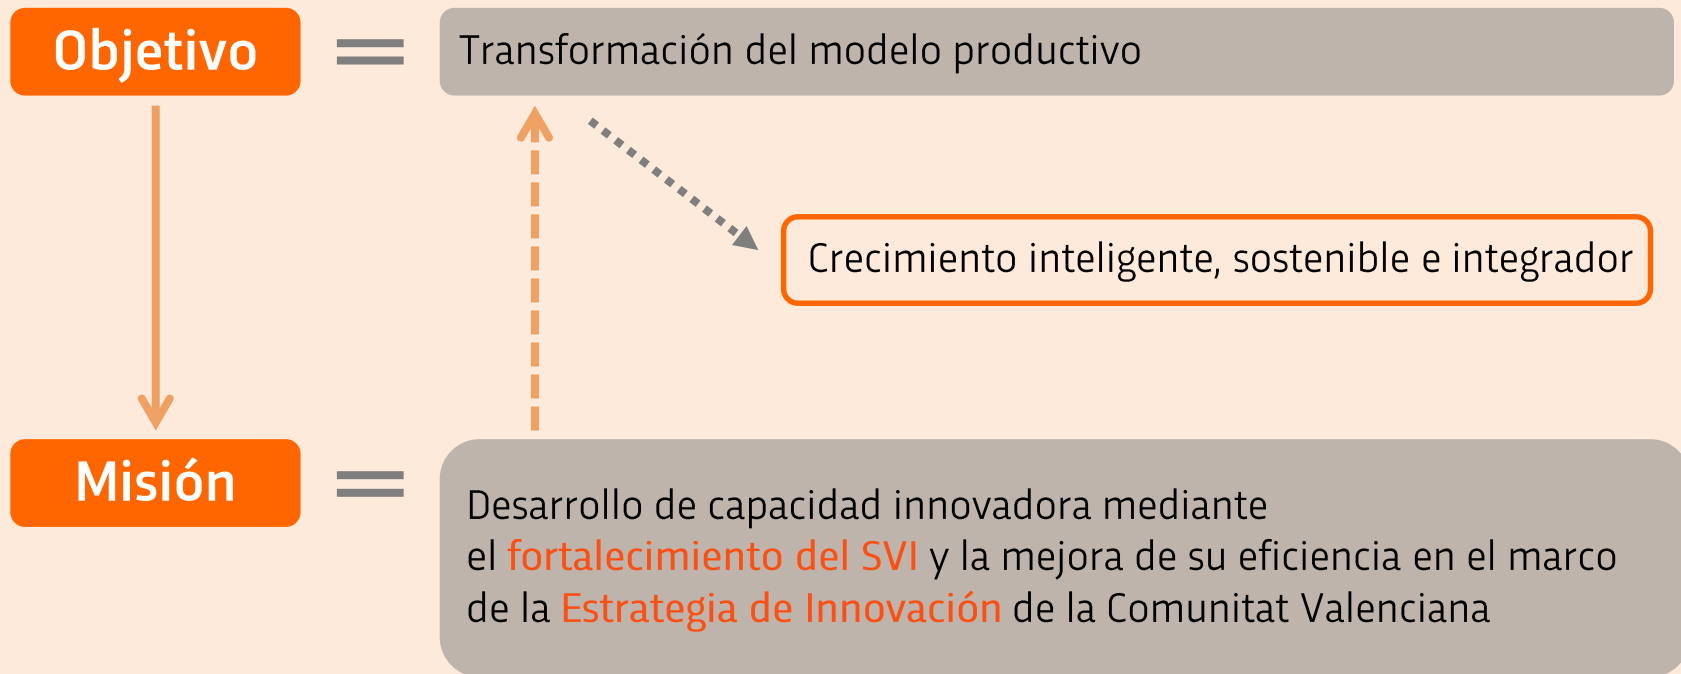 Objetivo
Transformación del modelo productivo
Crecimiento inteligente, sostenible e integrador
Misión
Desarrollo de capacidad innovadora mediante
el fortalecimiento del SVI y la mejora de su eficiencia en el marco
de la Estrategia de Innovación de la Comunitat Valenciana